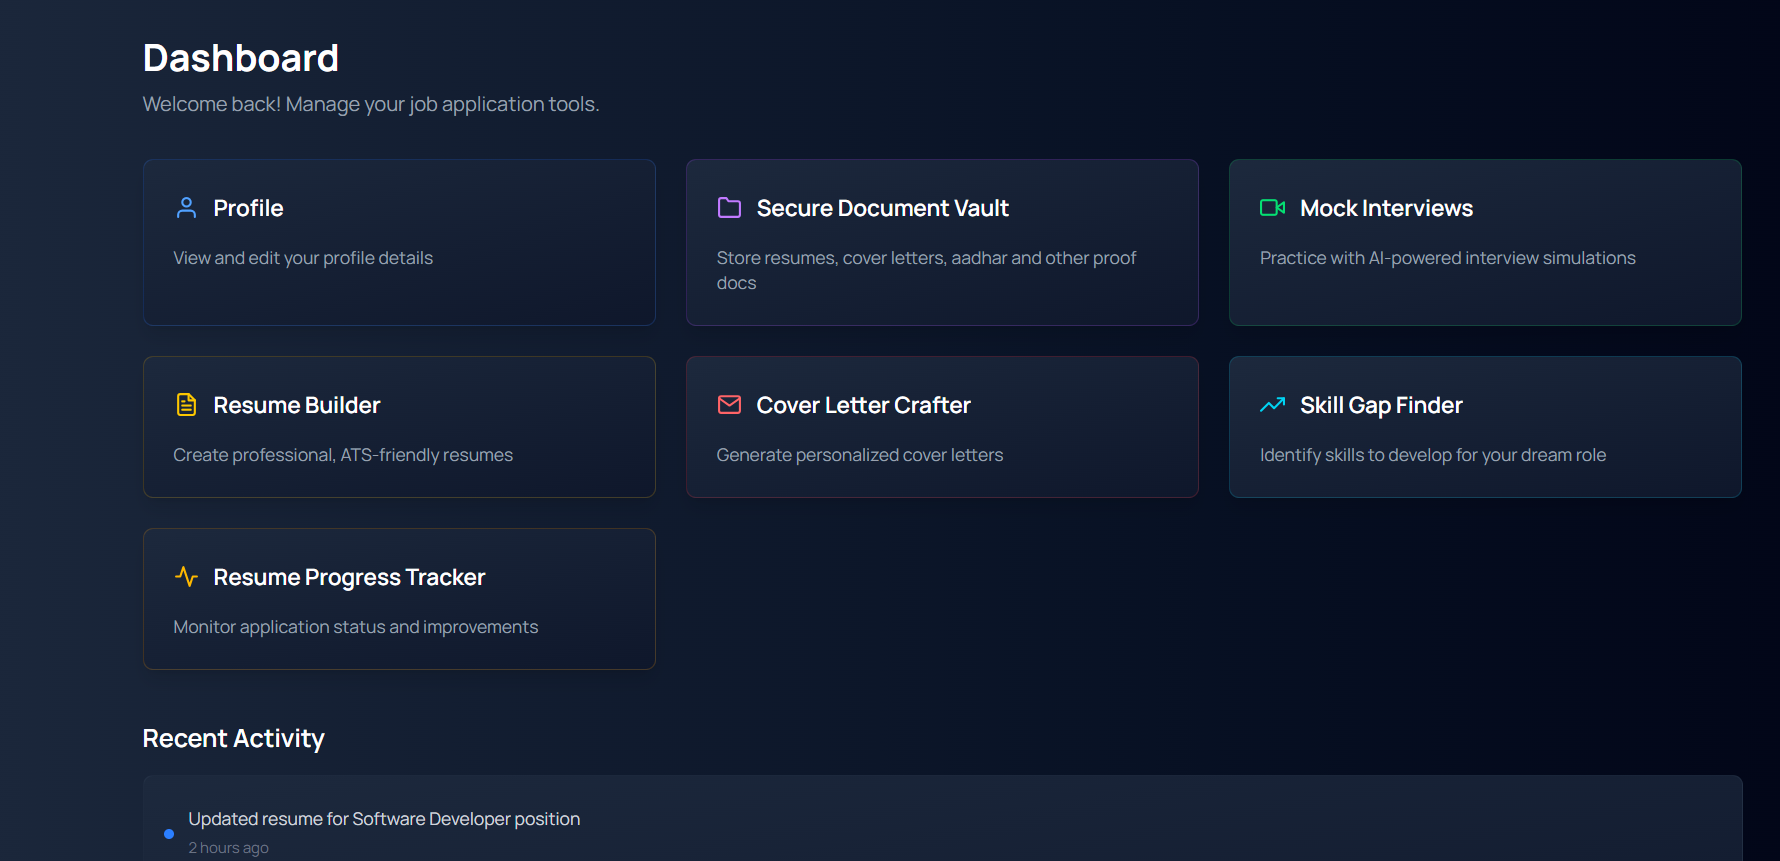 Dashboard
Welcome back! Manage your job application tools.
Profile
View and edit your profile details
Secure Document Vault
Store resumes, cover letters, aadhar and other proof
docs
Mock Interviews
Practice with AI-powered interview simulations
Resume Builder
Create professional, ATS-friendly resumes
Cover Letter Crafter
Generate personalized cover letters
Skill Gap Finder
Identify skills to develop for your dream role
Resume Progress Tracker
Monitor application status and improvements
Recent Activity
Updated resume for Software Developer position
2 hours ago